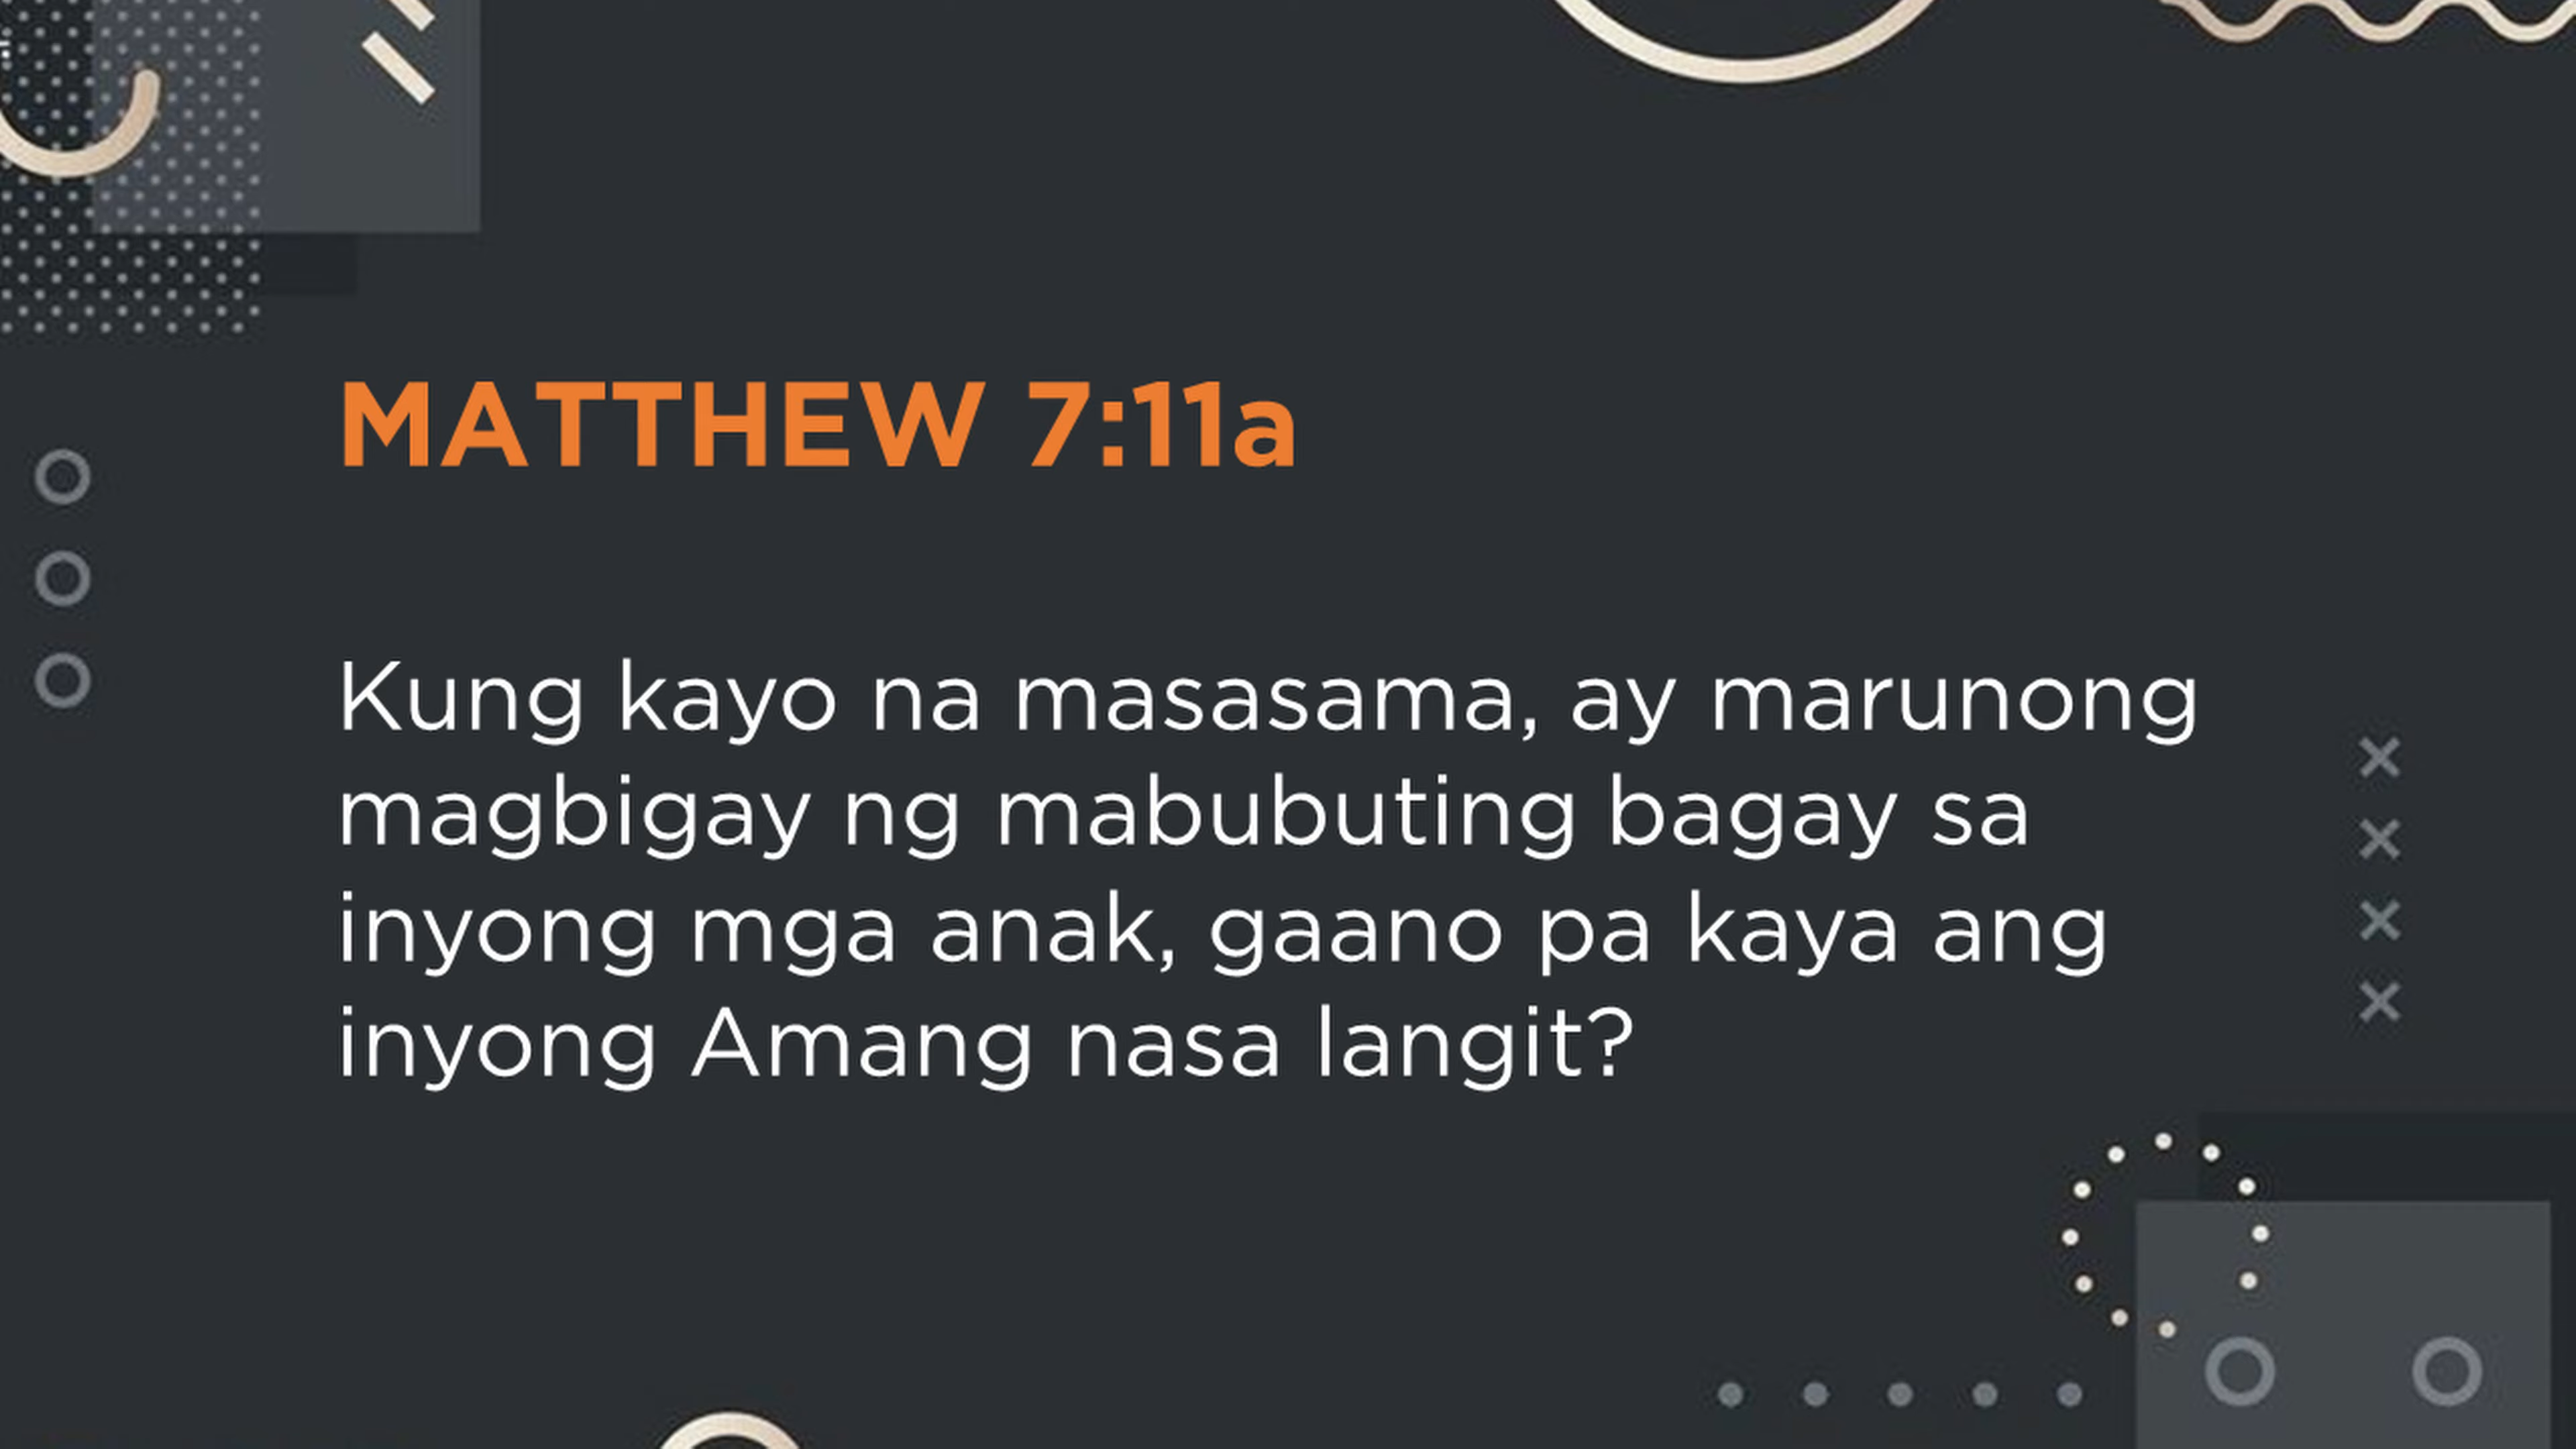 MATTHEW 7:11a
Kung kayo na masasama, ay marunong
magbigay ng mabubuting bagay sa
inyong mga anak, gaano pa kaya ang
inyong Amang nasa langit?